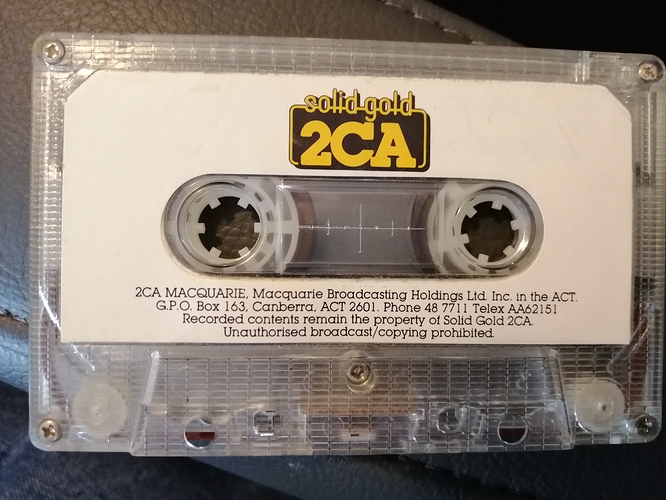 solid gold
2CA
2CA MACQUARIE, Macquarie Broadcasting Holdings Ltd. Inc. in the ACT.
G.P.O. Box 163, Canberra, ACT 2601. Phone 48 7711 Telex AA62151
Recorded contents remain the property of Solid Gold 2CA.
Unauthorised broadcast/copying prohibited.